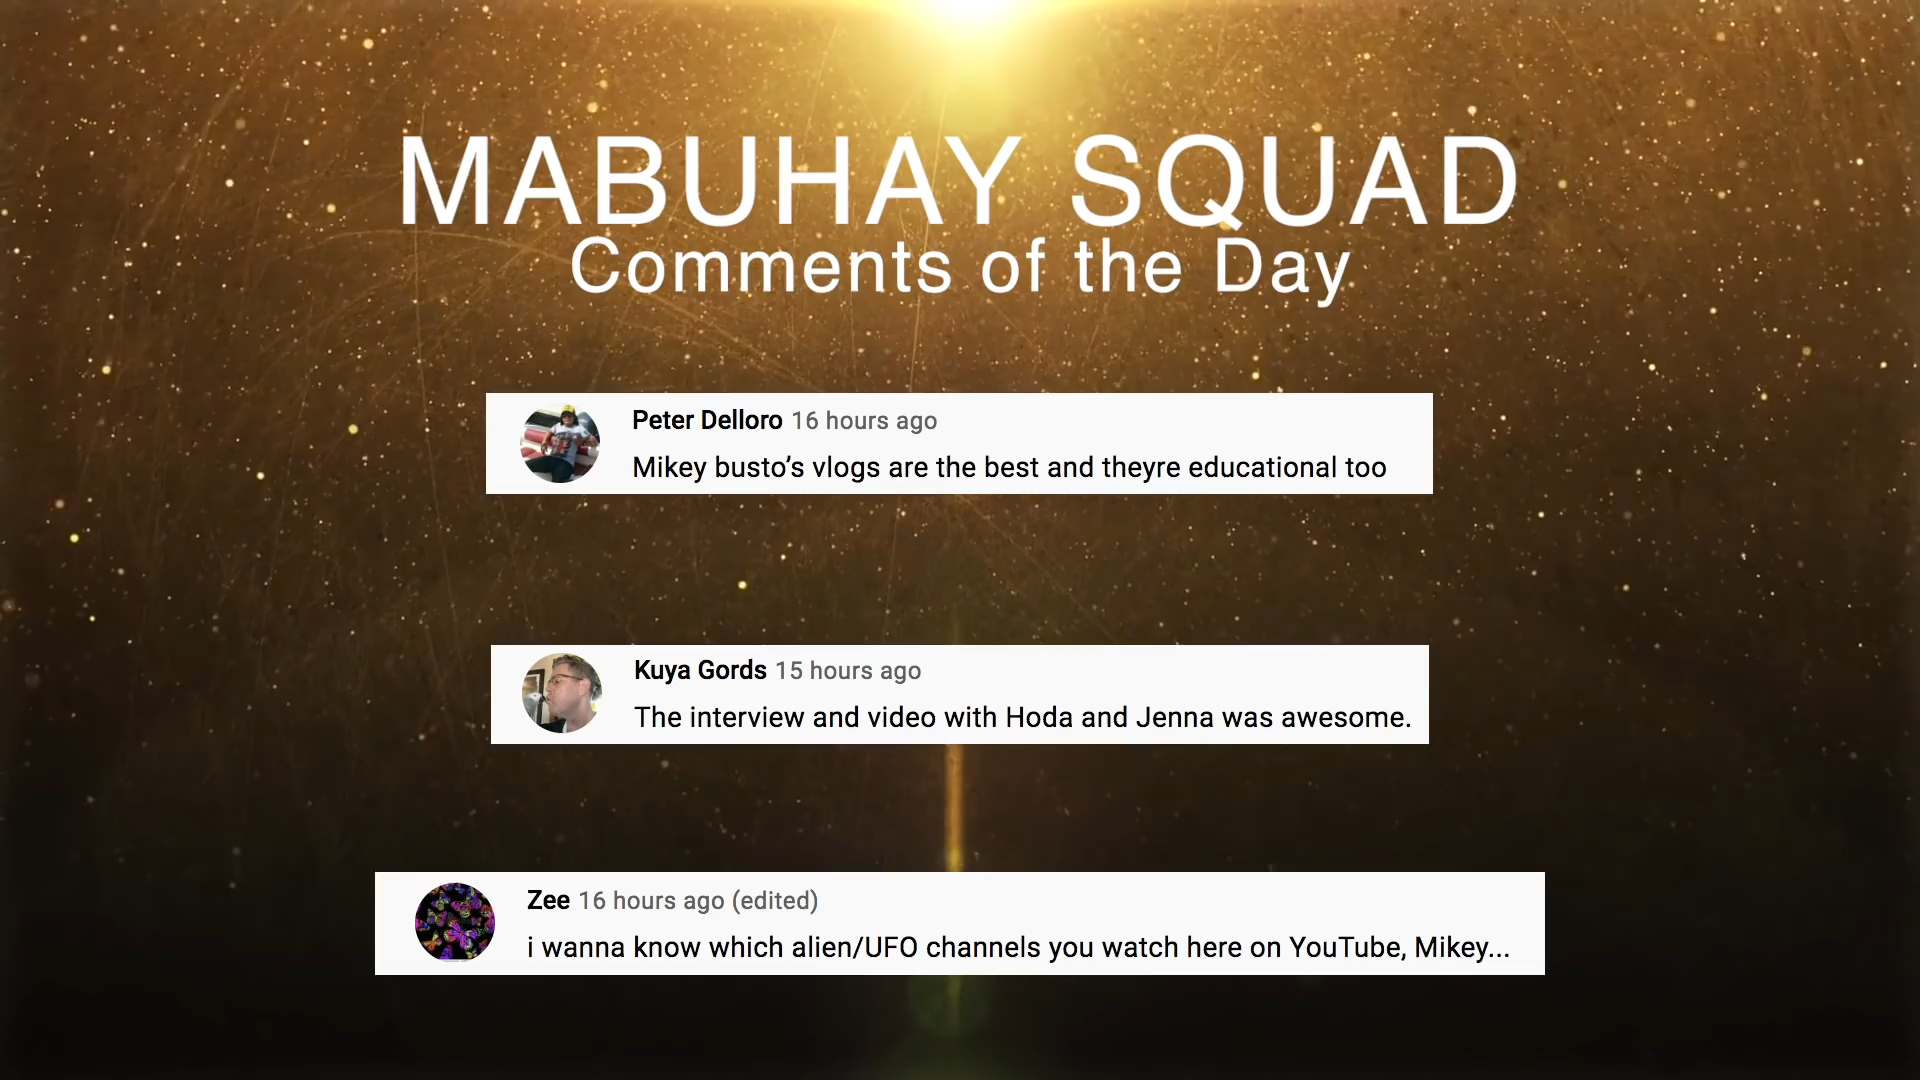 MABUHAY SQUAD
Comments of the Day
Peter Delloro 16 hours ago
Mikey busto’s vlogs are the best and theyre educational too
Kuya Gords 15 hours ago
The interview and video with Hoda and Jenna was awesome.
Zee 16 hours ago (edited)
i wanna know which alien/UFO channels you watch here on YouTube, Mikey...